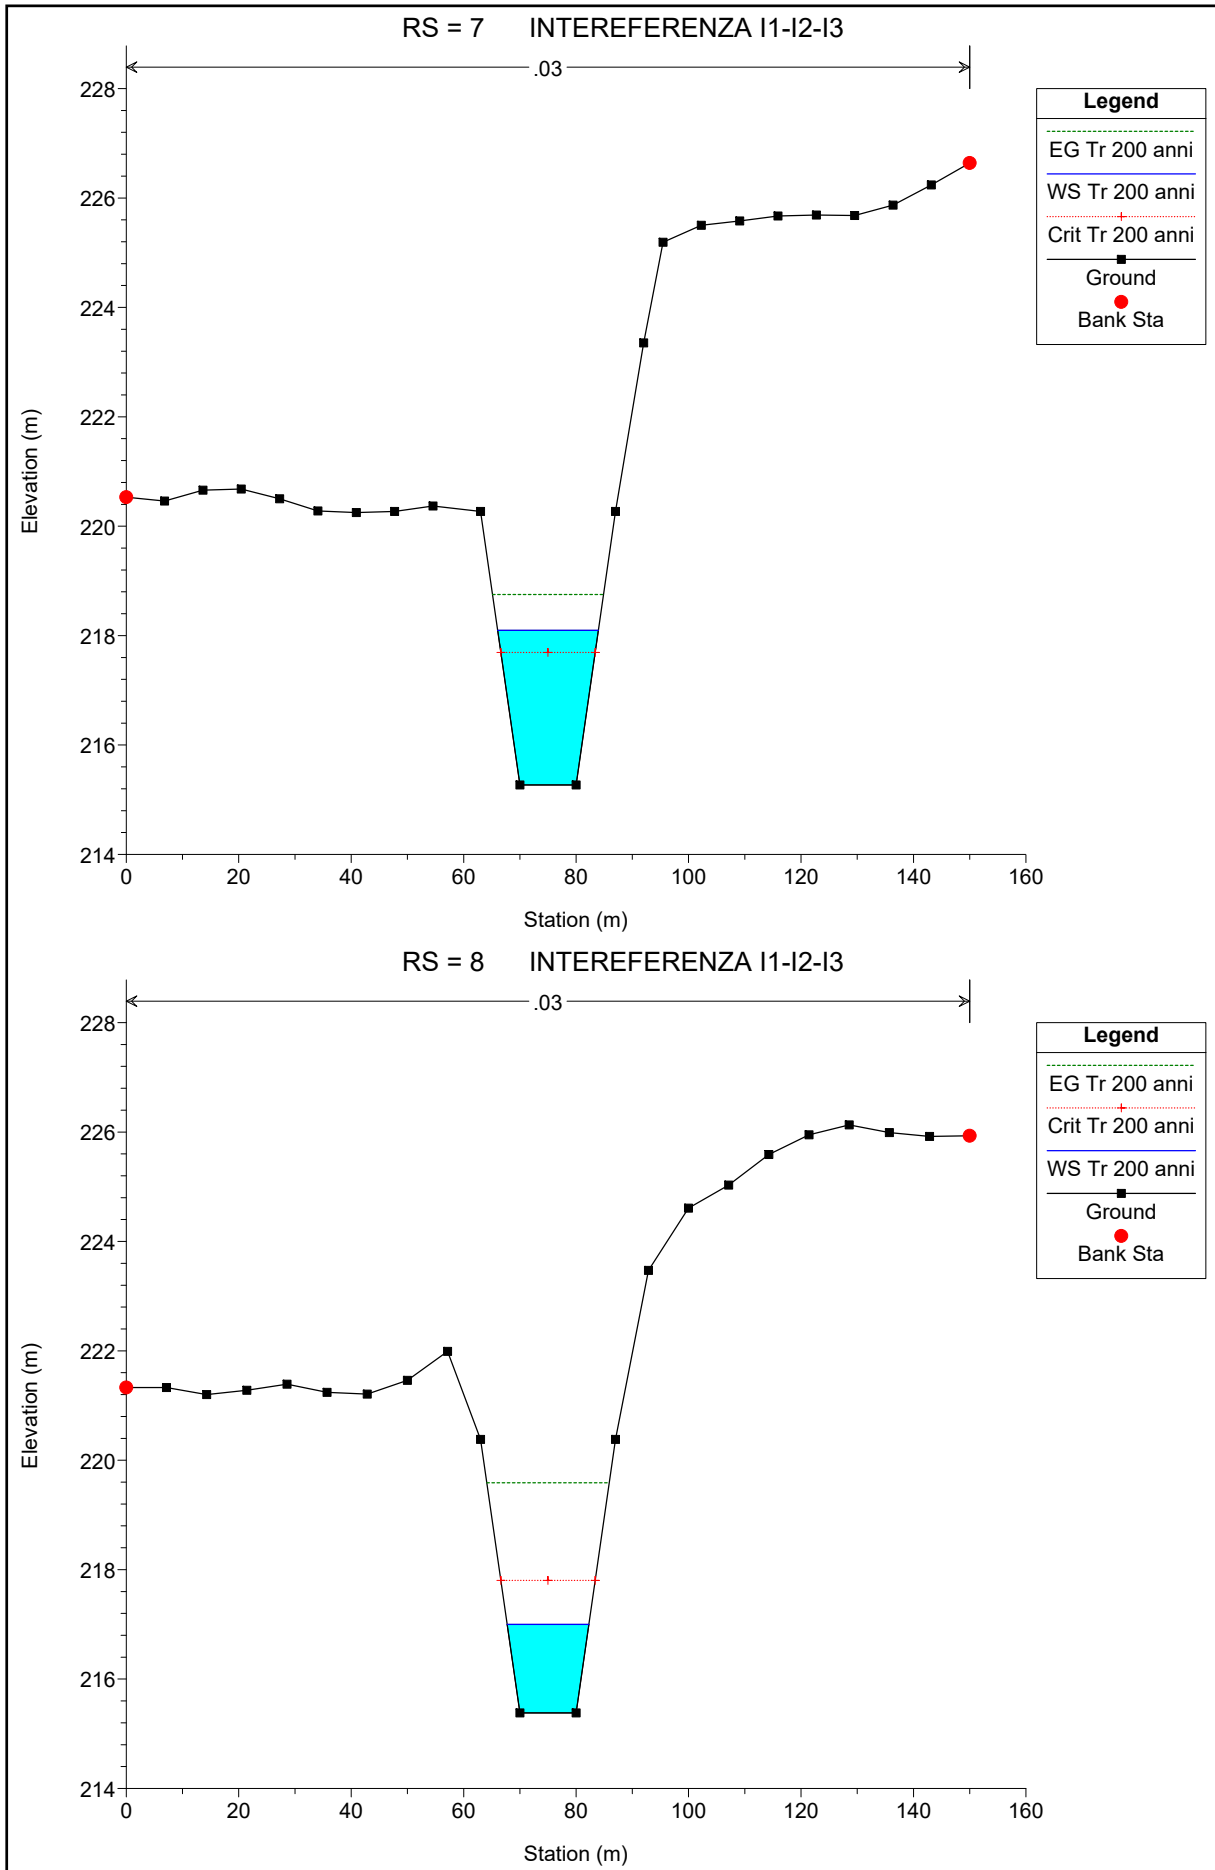 RS = 7 INTEREFERENZA I1-I2-I3
.03
228
226
224
222
220
218
216
214
Elevation (m)
0 20 40 60 80 100 120 140 160
Station (m)
Legend
EG Tr 200 anni
WS Tr 200 anni
Crit Tr 200 anni
Ground
Bank Sta
RS = 8 INTEREFERENZA I1-I2-I3
.03
228
226
224
222
220
218
216
214
Elevation (m)
0 20 40 60 80 100 120 140 160
Station (m)
Legend
EG Tr 200 anni
Crit Tr 200 anni
WS Tr 200 anni
Ground
Bank Sta